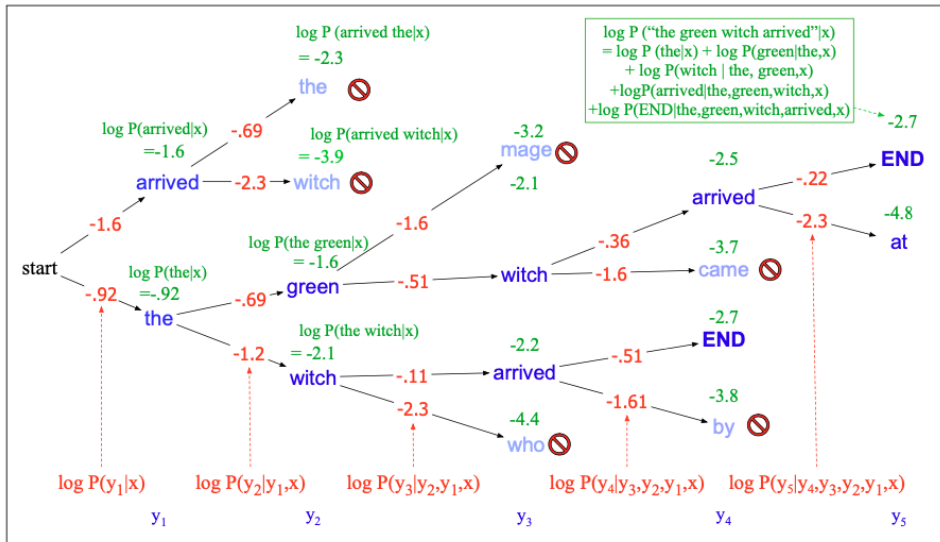 log P (arrived the|x)
= -2.3
the
log P(arrived|x)
=-1.6
-.69
log P(arrived witch|x)
= -3.9
arrived
-2.3
witch
-1.6
start
log P(the|x)
=-.92
-.92
the
log P(the green|x)
= -1.6
-.69
green
-1.2
log P(the witch|x)
= -2.1
witch
-3.2
mage
-1.6
-2.1
-.51
witch
-2.2
-.11
arrived
-2.3
-4.4
who
-2.5
arrived
-.36
-1.6
-3.7
came
-2.7
END
-.51
-1.61
-3.8
by
log P (“the green witch arrived”|x)
= log P (the|x) + log P(green|the,x)
+ log P(witch | the, green,x)
+logP(arrived|the,green,witch,x)
+log P(END|the,green,witch,arrived,x)
-2.7
END
-.22
-2.3
-4.8
at
log P(y1|x)
log P(y2|y1,x)
log P(y3|y2,y1,x)
log P(y4|y3,y2,y1,x)
log P(y5|y4,y3,y2,y1,x)
y1
y2
y3
y4
y5